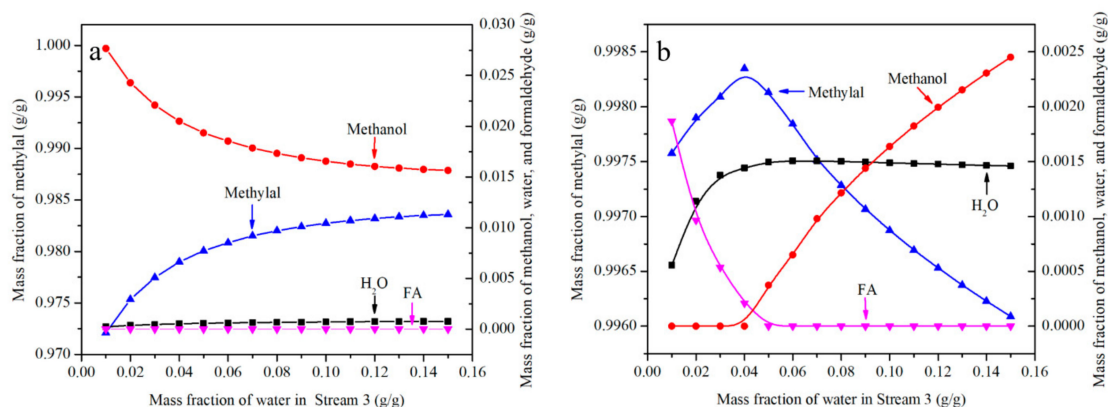 a
Mass fraction of methylal (g/g)
1.000
0.995
0.990
0.985
0.980
0.975
0.970
0.030
0.025
0.020
0.015
0.010
0.005
0.000
Mass fraction of methanol, water, and formaldehyde (g/g)
Methanol
Methylal
H2O
FA
0.00 0.02 0.04 0.06 0.08 0.10 0.12 0.14 0.16
Mass fraction of water in Stream 3 (g/g)
b
Mass fraction of methylal (g/g)
0.9985
0.9980
0.9975
0.9970
0.9965
0.9960
0.0025
0.0020
0.0015
0.0010
0.0005
0.0000
Mass fraction of methanol, water, and formaldehyde (g/g)
Methanol
Methylal
H2O
FA
0.00 0.02 0.04 0.06 0.08 0.10 0.12 0.14 0.16
Mass fraction of water in Stream 3 (g/g)